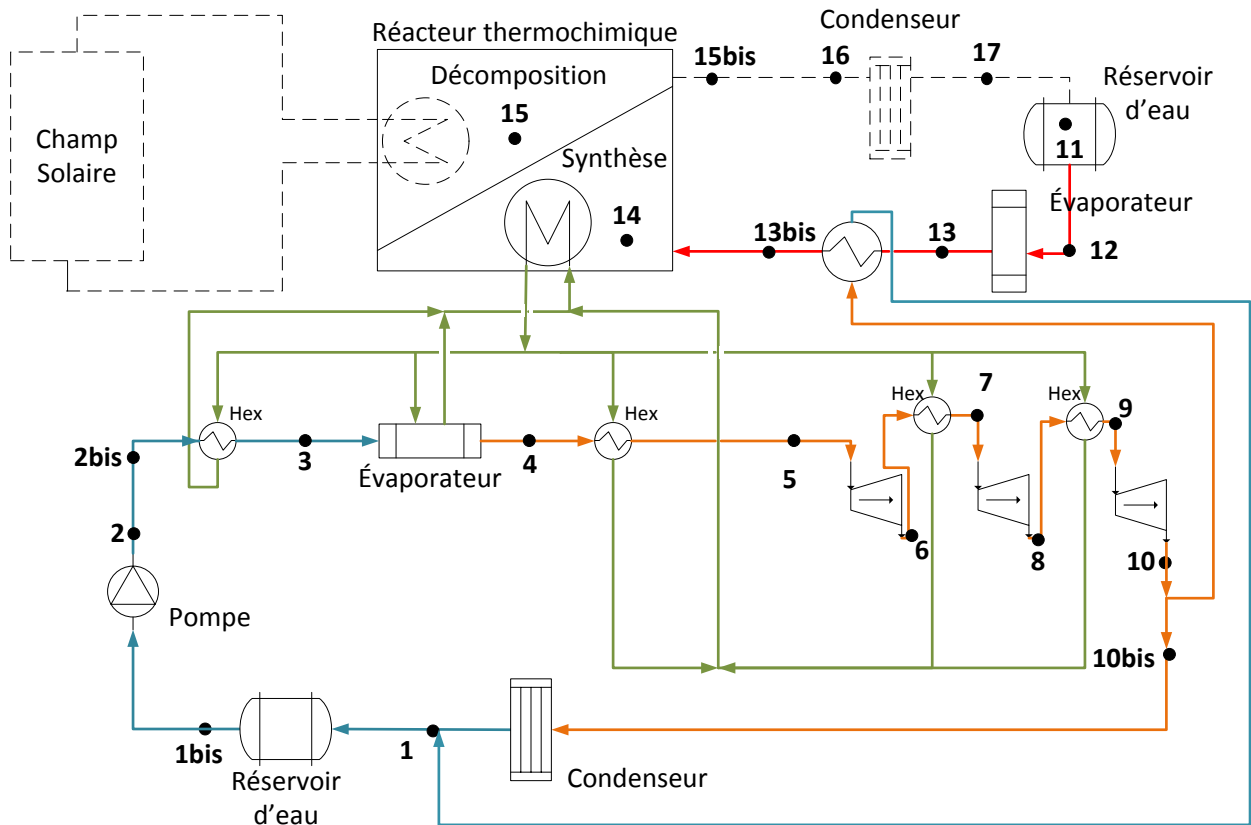 Condenseur
Réacteur thermochimique
15bis
16
17
Décomposition
Réservoir
d'eau
15
11
Champ
Solaire
Synthèse
14
Évaporateur
13bis
13
12
Hex
Hex
Hex
7
Hex
9
2bis
3
4
5
Évaporateur
2
6
8
10
Pompe
10bis
1bis
1
Réservoir
d'eau
Condenseur